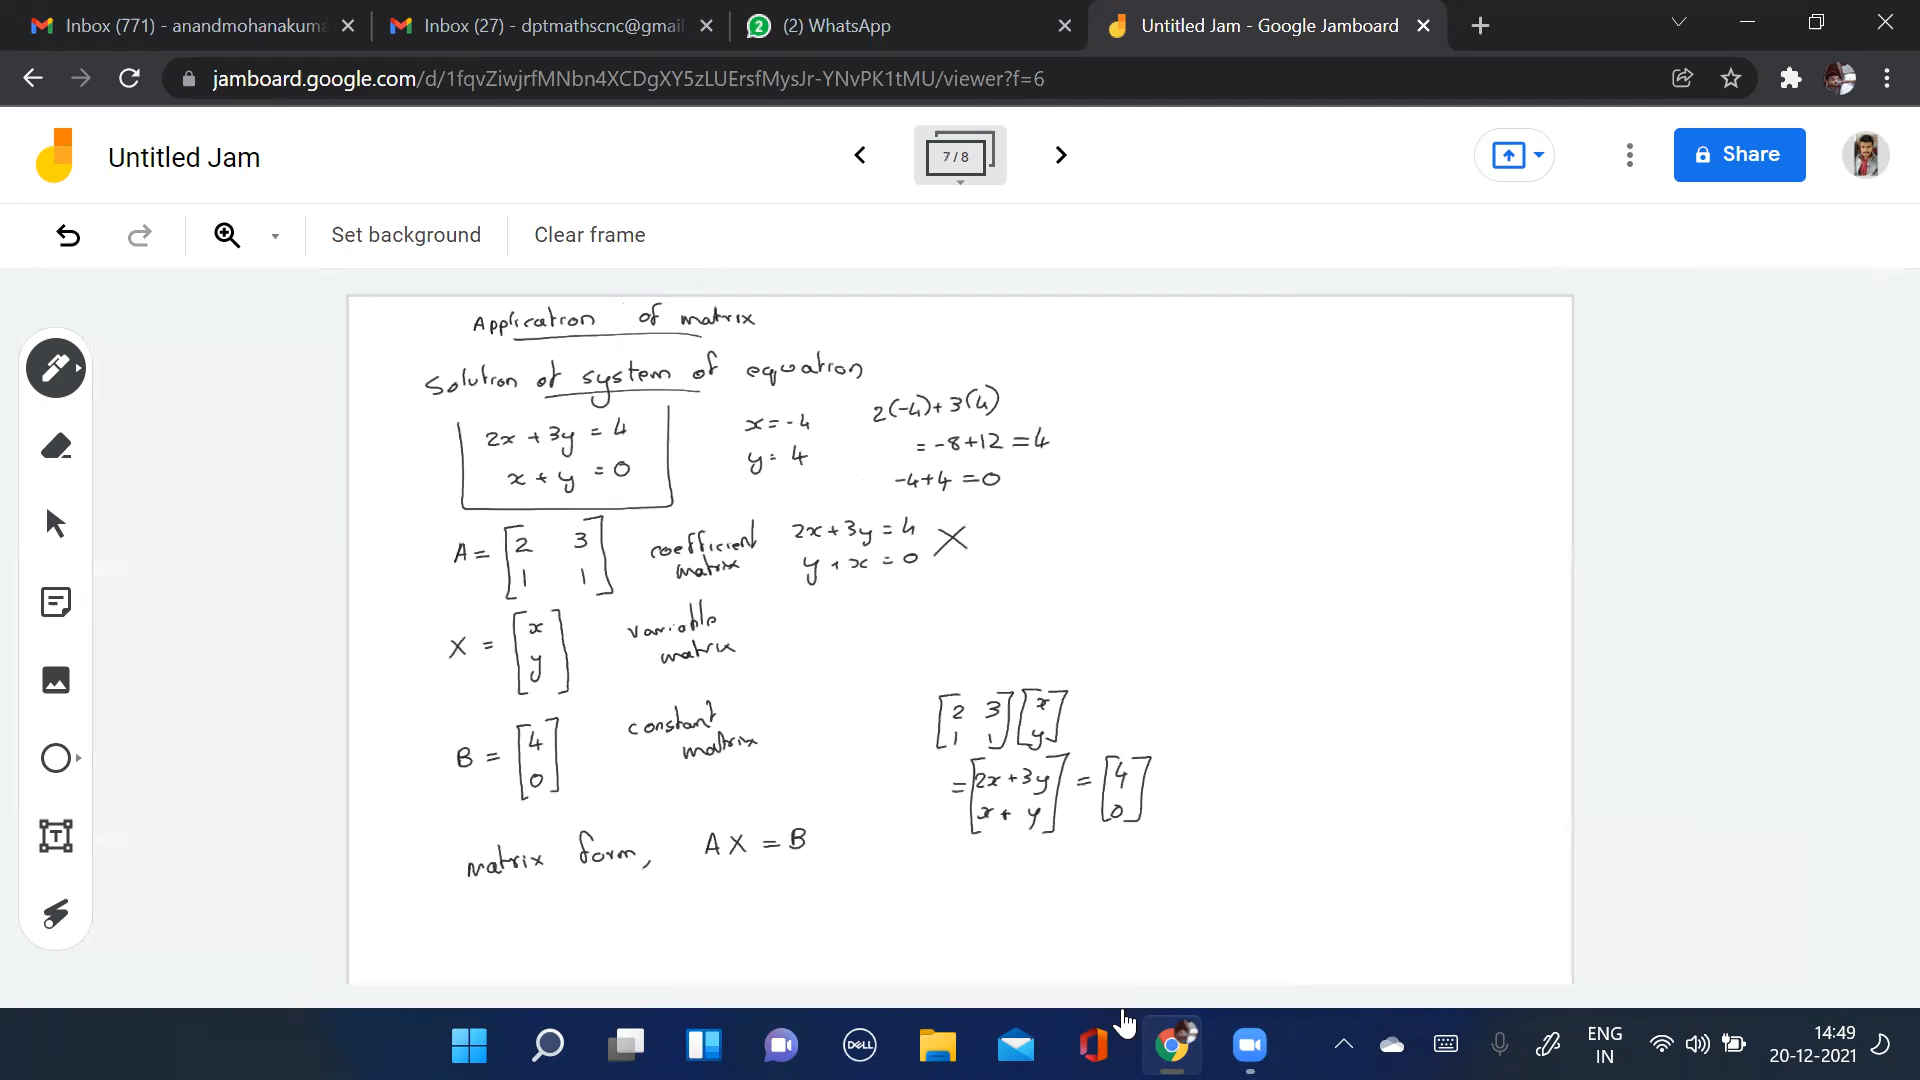 Inbox (771) - anandmohanakuma
Inbox (27) - dptmathscnc@gmail
(2) WhatsApp
Untitled Jam - Google Jamboard
jamboard.google.com/d/1fqvZiwjrfMNbn4XCDgXY5zLUErsfMysJr-YNvPK1tMU/viewer?f=6
Untitled Jam
7 / 8
Share
Set background
Clear frame
Application of matrix
Solution of system of equation
2x + 3y = 4
x + y = 0
x = -4
y = 4
2(-4) + 3(4)
= -8+12 = 4
-4+4 = 0
A = [2 3
1 1]
coefficient
matrix
2x + 3y = 4
y + x = 0
X
X = [x
y]
variable
matrix
B = [4
0]
constant
matrix
[2 3
1 1] [x
y]
= [2x + 3y
x + y] = [4
0]
matrix form, AX = B
DELL
ENG
IN
14:49
20-12-2021